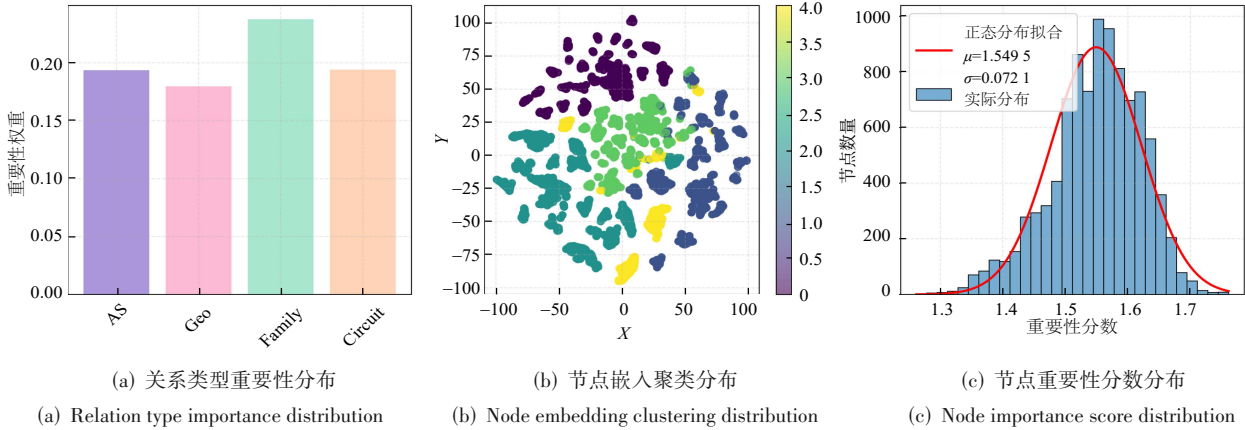 0.20
0.15
0.10
0.05
0.00
重要性权重
AS
Geo
Family
Circuit
(a) 关系类型重要性分布
(a) Relation type importance distribution
100
75
50
25
0
−25
−50
−75
−100
Y
−100
−50
0
50
100
X
4.0
3.5
3.0
2.5
2.0
1.5
1.0
0.5
0
(b) 节点嵌入聚类分布
(b) Node embedding clustering distribution
1000
800
600
400
200
0
节点数量
正态分布拟合
μ=1.549 5
σ=0.072 1
实际分布
1.3
1.4
1.5
1.6
1.7
重要性分数
(c) 节点重要性分数分布
(c) Node importance score distribution